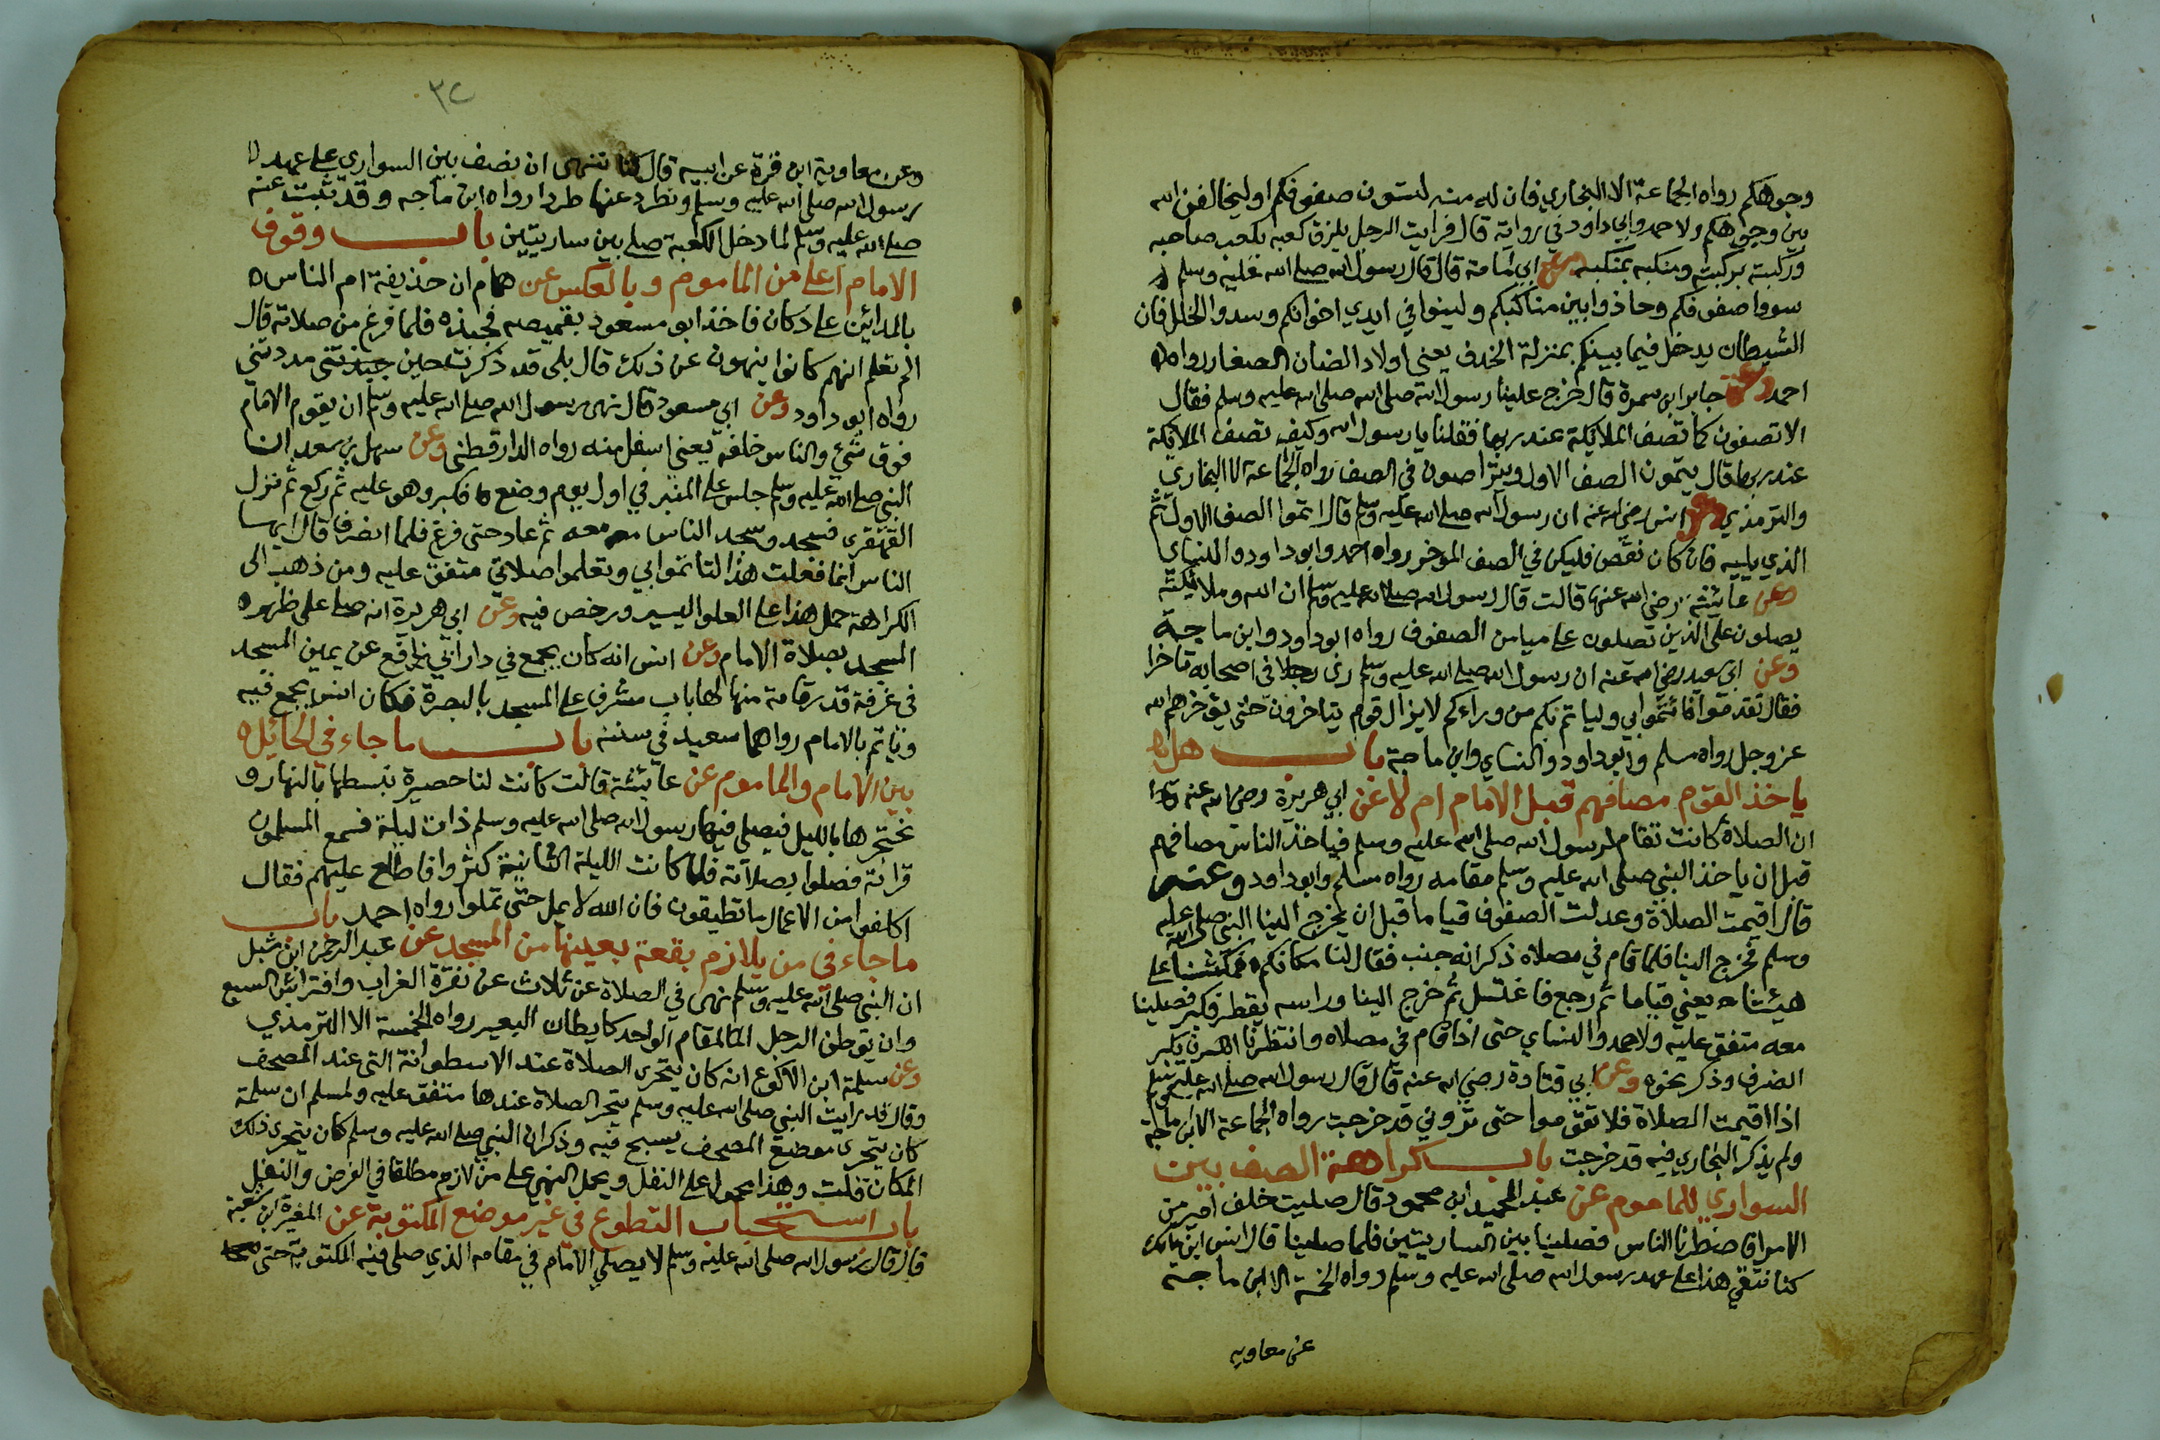 وجوهكم رواه الجماعة الا البخاري فان له منه لتسون صفوفكم او ليخالفن الله
بين وجوهكم ولاحمد وابي داود في رواية قال فرايت الرجل يلزق كعبه بكعب صاحبه
وركبته بركبته ومنكبه بمنكبه وعن ابي امامة قال قال رسول الله صلى الله عليه وسلم
سووا صفوفكم وحاذوا بين مناكبكم ولينوا في ايدي اخوانكم وسدوا الخلل فان
الشيطان يدخل فيما بينكم بمنزلة الخذف يعني اولاد الضان الصغار رواه
احمد وعن جابر ابن سمرة قال خرج علينا رسول الله صلى الله صلى الله عليه وسلم فقال
الا تصفون كما تصف الملايكة عند ربها فقلنا يا رسول الله وكيف تصف الملايكة
عند ربها قال يتمون الصف الاول ويتراصون في الصف رواه الجماعة الا البخاري
والترمذي وعن انس رضي الله عنه ان رسول الله صلى الله عليه وسلم قال اتموا الصف الاول ثم
الذي يليه فان كان نقص فليكن في الصف الموخر رواه احمد وابو داود والنساي
وعن عائشة رضي الله عنها قالت قال رسول الله صلى الله عليه وسلم ان الله وملائكته
يصلون على الذين يصلون على ميامن الصفوف رواه ابو داود وابن ماجة
وعن ابي سعيد رضي الله عنه ان رسول الله صلى الله عليه وسلم راى رجلا في اصحابه تاخرا
فقال تقدموا فائتموا بي ولياتم بكم من وراءكم لا يزال قوم يتاخرون حتى يؤخرهم الله
عز وجل رواه مسلم وابو داود والنساي وابن ماجة باب هل
ياخذ القوم مصافهم قبل الامام ام لا عن ابي هريرة رضي الله عنه
ان الصلاة كانت تقام لرسول الله صلى الله عليه وسلم فياخذ الناس مصافهم
قبل ان ياخذ النبي صلى الله عليه وسلم مقامه رواه مسلم وابو داود وعنه
قال اقيمت الصلاة وعدلت الصفوف قياما قبل ان يخرج الينا النبي صلى الله عليه
وسلم فخرج الينا فلما قام في مصلاه ذكر انه جنب فقال لنا مكانكم فمكثنا على
هيئتنا يعني قياما ثم رجع فاغتسل ثم خرج الينا وراسه يقطر فكبر فصلينا
معه متفق عليه ولاحمد والنساي حتى اذا قام في مصلاه وانتظرنا ان يكبر
انصرف وذكر نحوه وعن ابي قتادة رضي الله عنه قال قال رسول الله صلى الله عليه وسلم
اذا اقيمت الصلاة فلا تقوموا حتى تروني قد خرجت رواه الجماعة الا ابن ماجة
ولم يذكر البخاري فيه قد خرجت باب كراهة الصف بين
السواري للماموم عن عبد الحميد ابن محمود قال صليت خلف امير من
الامرا فاضطرنا الناس فصلينا بين الساريتين فلما صلينا قال انس ابن مالك
كنا نتقي هذا على عهد رسول الله صلى الله عليه وسلم رواه الخمسة الا ابن ماجة
عن معاويه
٣٢
وعن معاوية ابن قرة عن ابيه قال كنا ننهى ان نصف بين السواري على عهد
رسول الله صلى الله عليه وسلم ونطرد عنها طردا رواه ابن ماجه وقد ثبت عنه
صلى الله عليه وسلم لما دخل الكعبة صلى بين ساريتين باب وقوف
الامام اعلى من الماموم وبالعكس عن همام ان حذيفة ام الناس
بالمدائن على دكان فاخذ ابو مسعود بقميصه فجبذه فلما فرغ من صلاته قال
الم تعلم انهم كانوا ينهون عن ذلك قال بلى قد ذكرت حين جبذتني مددتني
رواه ابو داود وعن ابي مسعود قال نهى رسول الله صلى الله عليه وسلم ان يقوم الامام
فوق شيء والناس خلفه يعني اسفل منه رواه الدارقطني وعن سهل بن سعد ان
النبي صلى الله عليه وسلم جلس على المنبر في اول يوم وضع فكبر وهو عليه ثم ركع ثم نزل
القهقرى فسجد وسجد الناس معه ثم عاد حتى فرغ فلما انصرف قال ايها
الناس انما فعلت هذا لتاتموا بي وتعلموا صلاتي متفق عليه ومن ذهب الى
الكراهة حمل هذا على العلو اليسير ورخص فيه وعن ابي هريرة انه صلى على ظهر
المسجد بصلاة الامام وعن انس انه كان يجمع في دار ابي نافع عن يمين المسجد
في غرفة قدر قامة منها لها باب مشرف على المسجد بالبصرة فكان انس يجمع فيه
وياتم بالامام رواهما سعيد في سننه باب ما جاء في الحائل
بين الامام والماموم عن عايشة قالت كانت لنا حصيرة نبسطها بالنهار و
نحتجرها بالليل فيصلي فيها رسول الله صلى الله عليه وسلم ذات ليلة فسمع المسلمون
قراءته فصلوا بصلاته فلما كانت الليلة الثانية كثروا فاطلع عليهم فقال
اكلفوا من الاعمال ما تطيقون فان الله لا يمل حتى تملوا رواه احمد باب
ما جاء في من يلازم بقعة بعينها من المسجد عن عبد الرحمن ابن شبل
ان النبي صلى الله عليه وسلم نهى في الصلاة عن ثلاث عن نقرة الغراب وافتراش السبع
وان يوطن الرجل المقام الواحد كايطان البعير رواه الخمسة الا الترمذي
وعن سلمة ابن الاكوع انه كان يتحرى الصلاة عند الاسطوانة التي عند المصحف
وقال قد رايت النبي صلى الله عليه وسلم يتحر الصلاة عندها متفق عليه ولمسلم ان سلمة
كان يتحرى موضع المصحف يسبح فيه وذكر ان النبي صلى الله عليه وسلم كان يتحرى ذلك
المكان قلت وهذا محمول على النفل ويحمل النهي على من لازم مطلقا في الفرض والنفل
باب استحباب التطوع في غير موضع المكتوبة عن المغيرة ابن شعبة
قال قال رسول الله صلى الله عليه وسلم لا يصلي الامام في مقامه الذي صلى فيه المكتوبة حتى